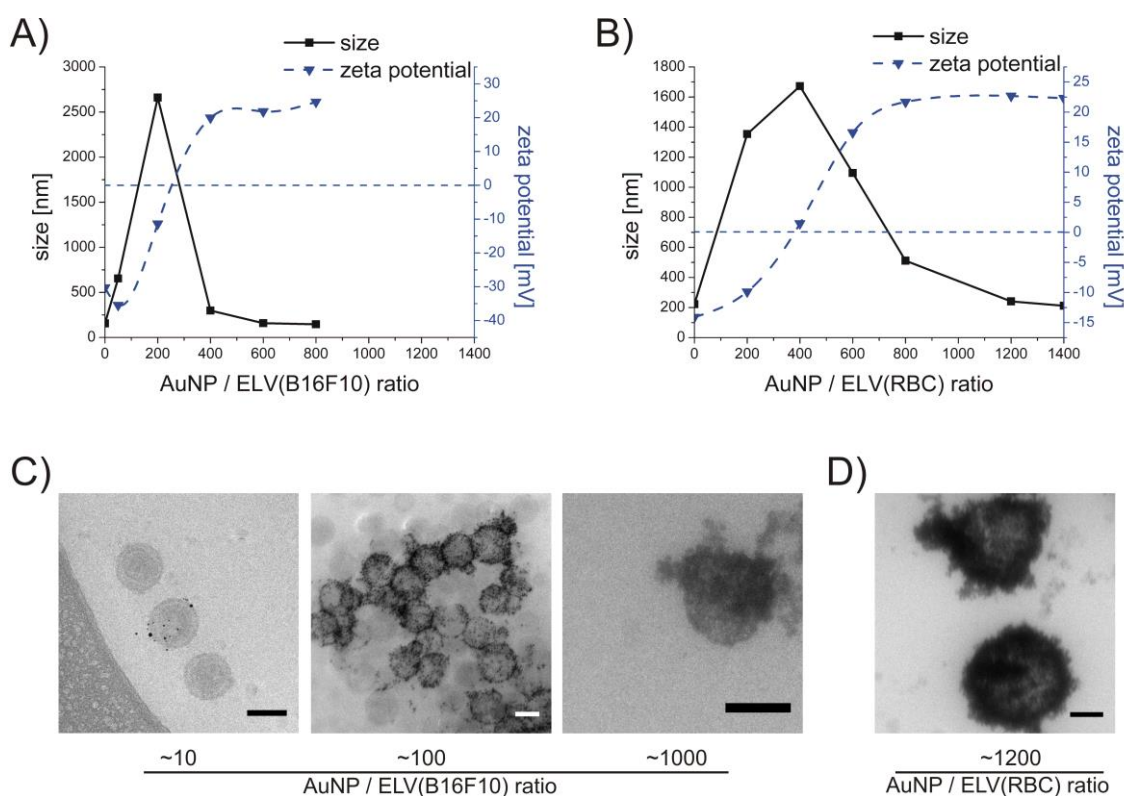 A)
size
zeta potential
3000
2500
2000
1500
1000
500
0
size [nm]
30
20
10
0
-10
-20
-30
-40
zeta potential [mV]
0 200 400 600 800 1000 1200 1400
AuNP / ELV(B16F10) ratio
B)
size
zeta potential
1800
1600
1400
1200
1000
800
600
400
200
0
size [nm]
25
20
15
10
5
0
-5
-10
-15
zeta potential [mV]
0 200 400 600 800 1000 1200 1400
AuNP / ELV(RBC) ratio
C)
~10 ~100 ~1000
AuNP / ELV(B16F10) ratio
D)
~1200
AuNP / ELV(RBC) ratio